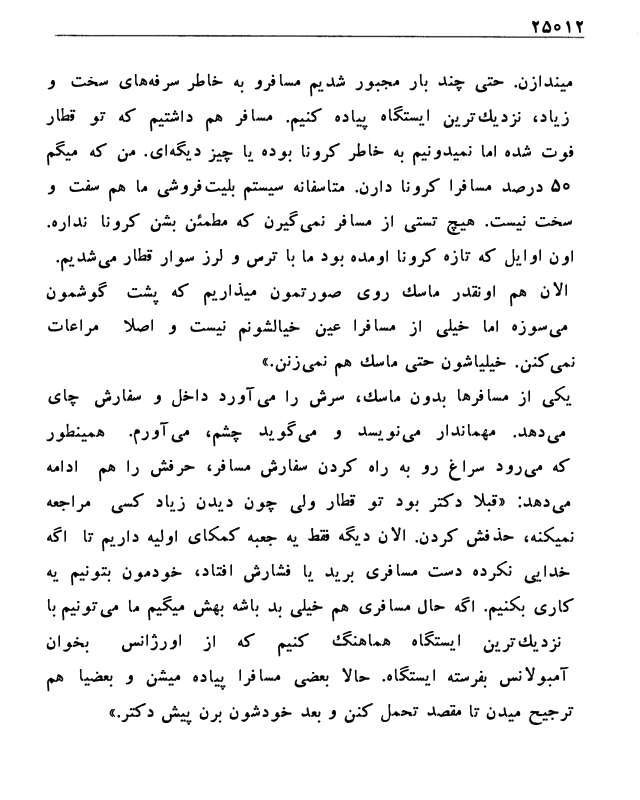 ۲۵۰۱۲
میندازن. حتی چند بار مجبور شدیم مسافرو به خاطر سرفه‌های سخت و
زیاد، نزدیك‌ترین ایستگاه پیاده کنیم. مسافر هم داشتیم که تو قطار
فوت شده اما نمیدونیم به خاطر کرونا بوده یا چیز دیگه‌ای. من که میگم
۵۰ درصد مسافرا کرونا دارن. متاسفانه سیستم بلیت‌فروشی ما هم سفت و
سخت نیست. هیچ تستی از مسافر نمی‌گیرن که مطمئن بشن کرونا نداره.
اون اوایل که تازه کرونا اومده بود ما با ترس و لرز سوار قطار می‌شدیم.
الان هم اونقدر ماسك روی صورتمون میذاریم که پشت گوشمون
می‌سوزه اما خیلی از مسافرا عین خیالشونم نیست و اصلا مراعات
نمی‌کنن. خیلیاشون حتی ماسك هم نمی‌زنن.»
یکی از مسافرها بدون ماسك، سرش را می‌آورد داخل و سفارش چای
می‌دهد. مهماندار می‌نویسد و می‌گوید چشم، می‌آورم. همینطور
که می‌رود سراغ رو به راه کردن سفارش مسافر، حرفش را هم ادامه
می‌دهد: «قبلا دکتر بود تو قطار ولی چون دیدن زیاد کسی مراجعه
نمیکنه، حذفش کردن. الان دیگه فقط یه جعبه کمکای اولیه داریم تا اگه
خدایی نکرده دست مسافری برید یا فشارش افتاد، خودمون بتونیم یه
کاری بکنیم. اگه حال مسافری هم خیلی بد باشه بهش میگیم ما می‌تونیم با
نزدیك‌ترین ایستگاه هماهنگ کنیم که از اورژانس بخوان
آمبولانس بفرسته ایستگاه. حالا بعضی مسافرا پیاده میشن و بعضیا هم
ترجیح میدن تا مقصد تحمل کنن و بعد خودشون برن پیش دکتر.»